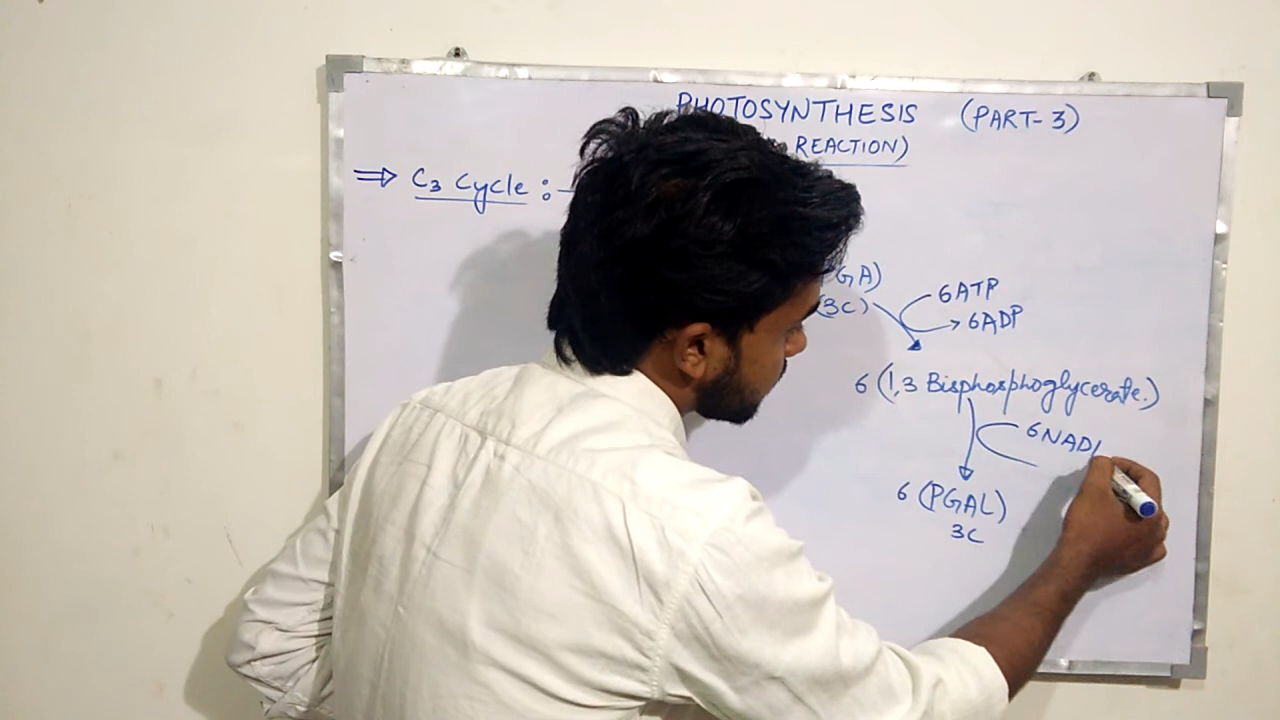 PHOTOSYNTHESIS (PART-3)
REACTION)
⇒ C₃ Cycle :-
GA)
(3C)
6ATP
→ 6ADP
6 (1,3 Bisphosphoglycerate.)
6NAD
6 (PGAL)
3C